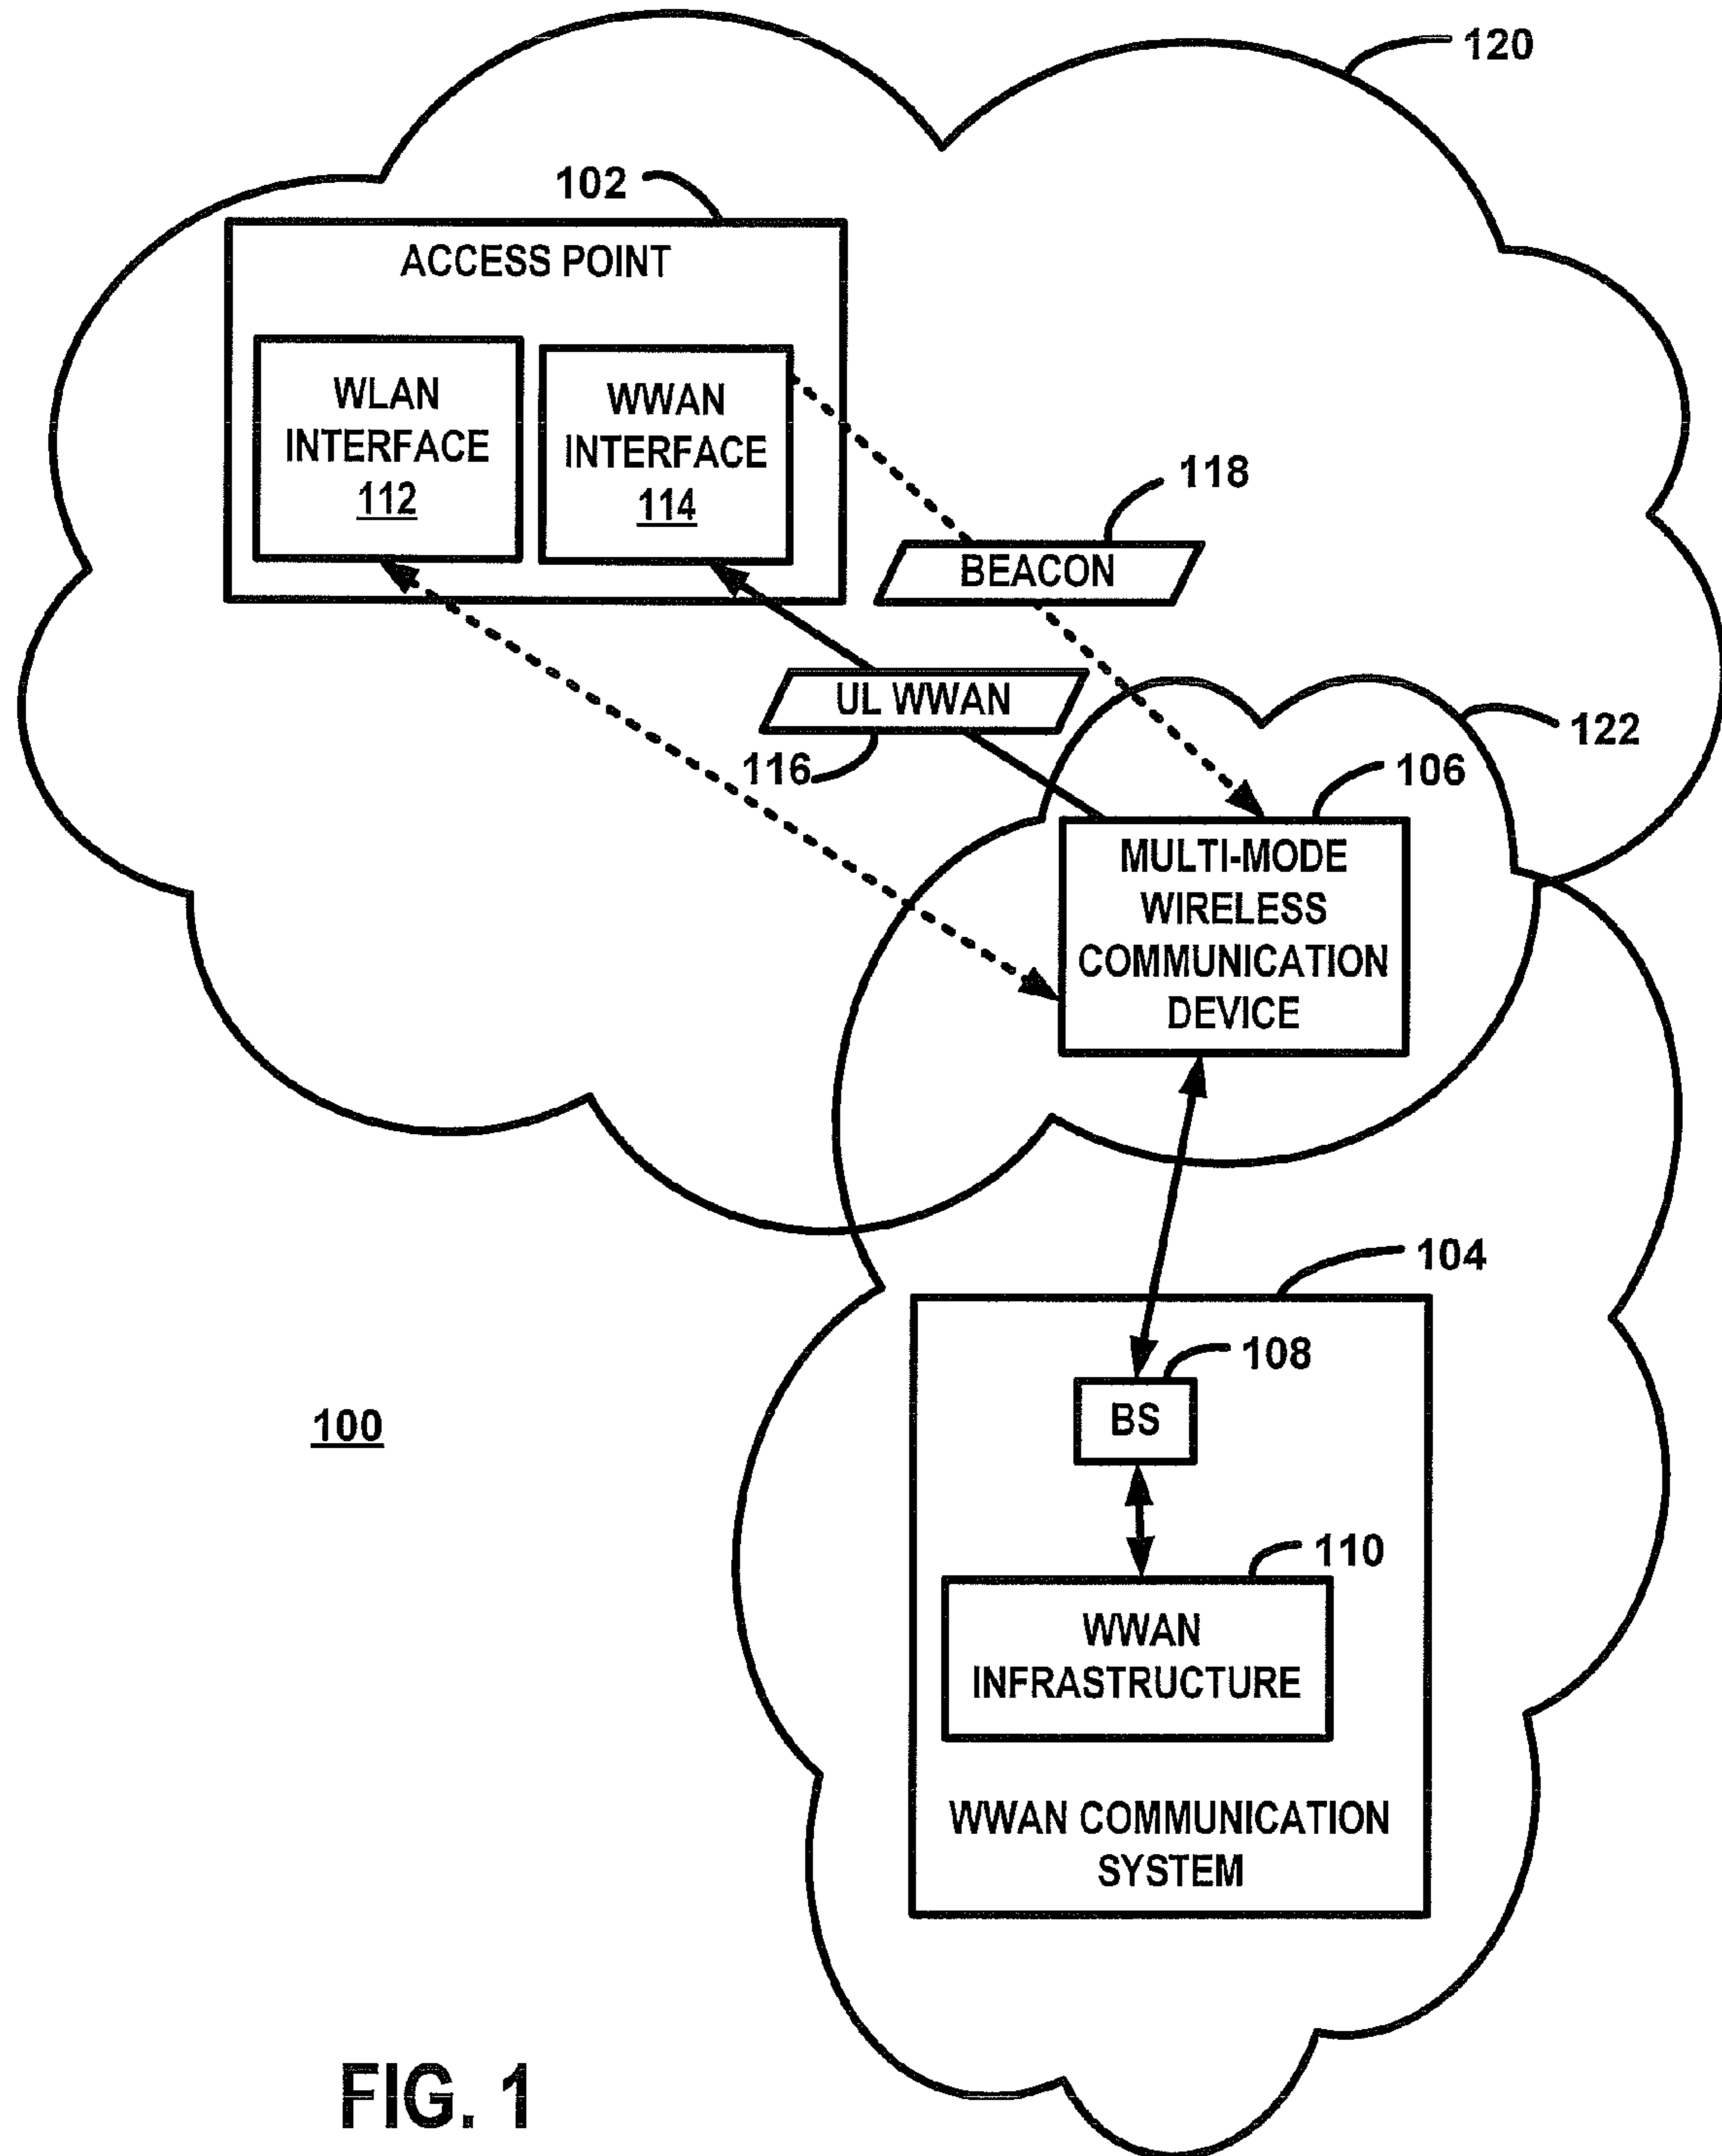 120
102
ACCESS POINT
WLAN
INTERFACE
112
WWAN
INTERFACE
114
118
BEACON
UL WWAN
116
122
106
MULTI-MODE
WIRELESS
COMMUNICATION
DEVICE
104
108
BS
100
110
WWAN
INFRASTRUCTURE
WWAN COMMUNICATION
SYSTEM
FIG. 1